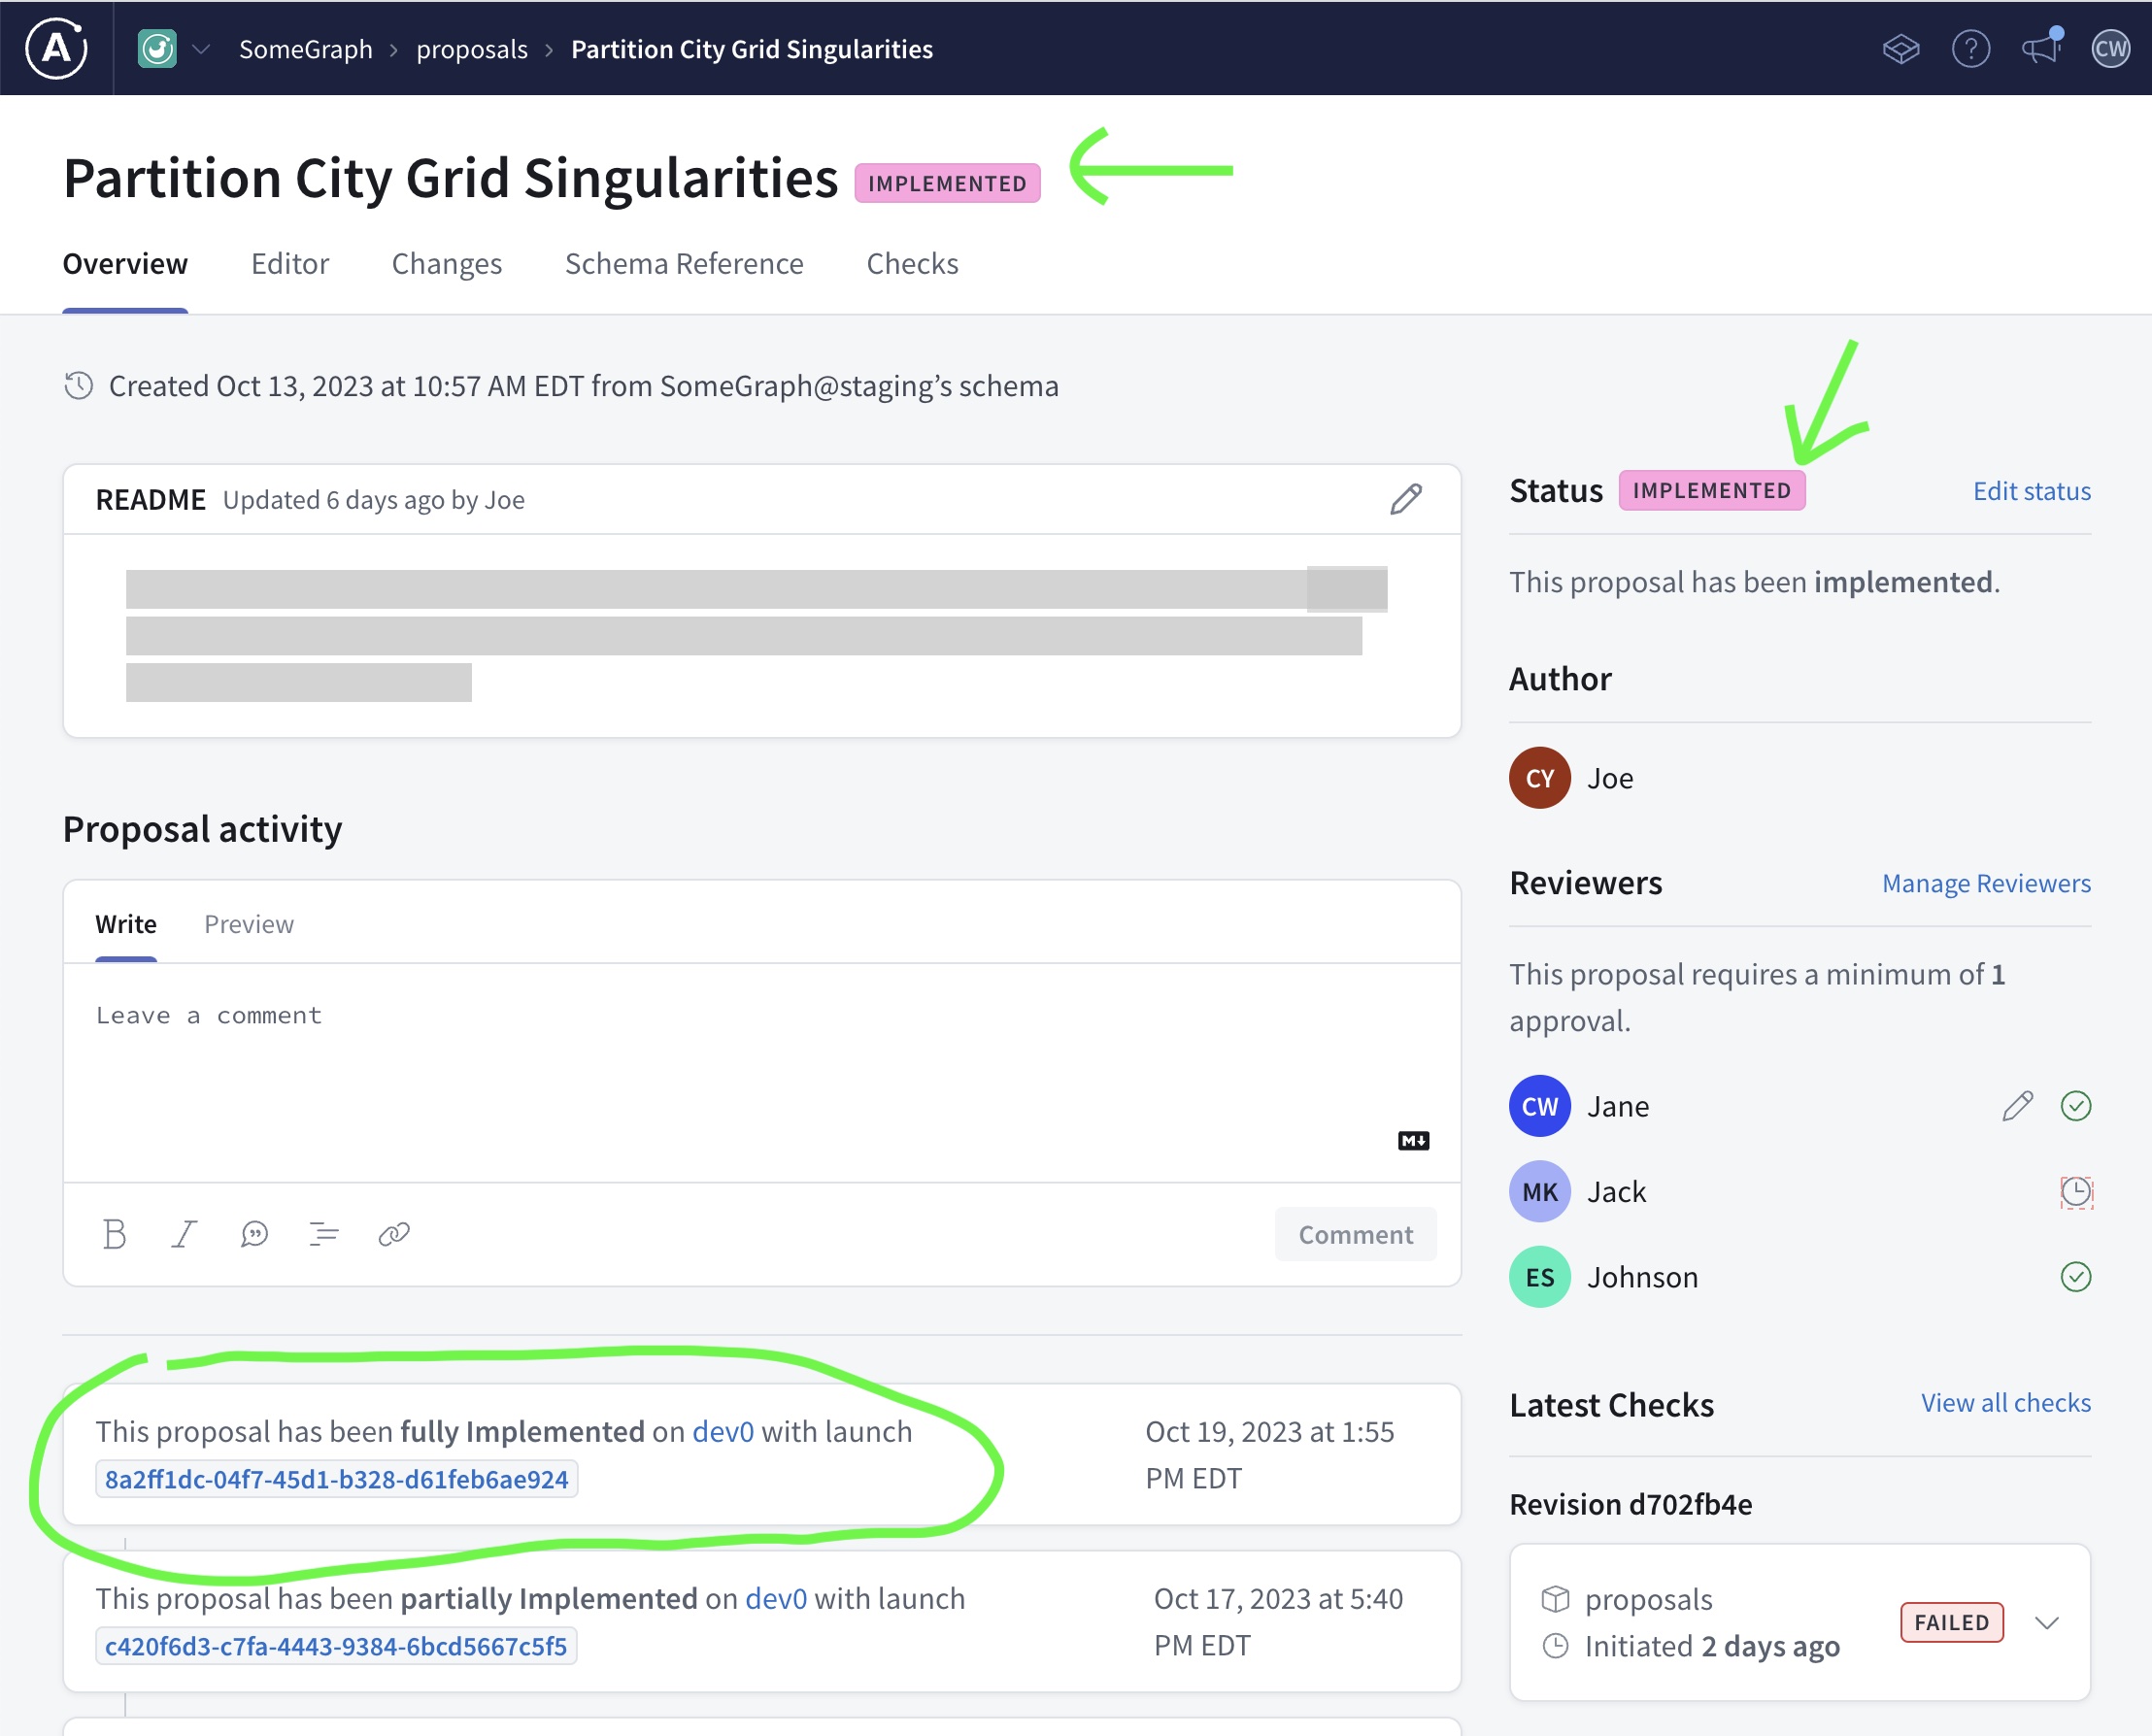 A SomeGraph > proposals > Partition City Grid Singularities ? CW
Partition City Grid Singularities IMPLEMENTED
Overview Editor Changes Schema Reference Checks
Created Oct 13, 2023 at 10:57 AM EDT from SomeGraph@staging’s schema
README Updated 6 days ago by Joe
Proposal activity
Write Preview
Leave a comment
M↓
B I Comment
This proposal has been fully Implemented on dev0 with launch
8a2ff1dc-04f7-45d1-b328-d61feb6ae924
Oct 19, 2023 at 1:55
PM EDT
This proposal has been partially Implemented on dev0 with launch
c420f6d3-c7fa-4443-9384-6bcd5667c5f5
Oct 17, 2023 at 5:40
PM EDT
Status IMPLEMENTED Edit status
This proposal has been implemented.
Author
CY Joe
Reviewers Manage Reviewers
This proposal requires a minimum of 1
approval.
CW Jane
MK Jack
ES Johnson
Latest Checks View all checks
Revision d702fb4e
proposals
Initiated 2 days ago
FAILED